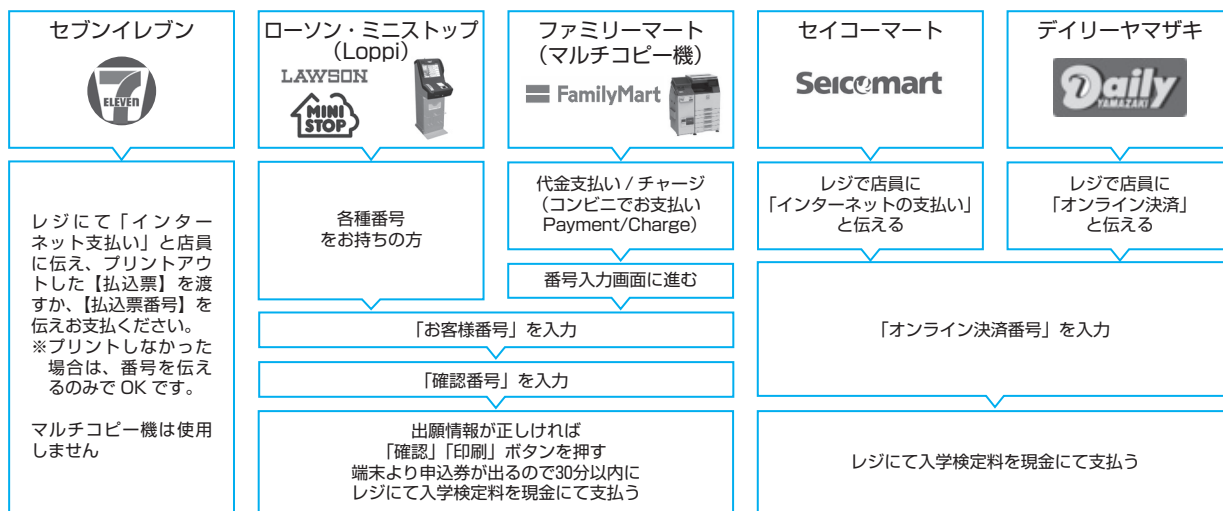 セブンイレブン
7
ELEVEN
レジにて「インター
ネット支払い」と店員
に伝え、プリントアウ
トした【払込票】を渡
すか、【払込票番号】を
伝えお支払ください。
※プリントしなかった
場合は、番号を伝え
るのみで OK です。
マルチコピー機は使用
しません
ローソン・ミニストップ
（Loppi）
LAWSON
MINI
STOP
各種番号
をお持ちの方
ファミリーマート
（マルチコピー機）
FamilyMart
代金支払い / チャージ
（コンビニでお支払い
Payment/Charge）
番号入力画面に進む
「お客様番号」を入力
「確認番号」を入力
出願情報が正しければ
「確認」「印刷」ボタンを押す
端末より申込券が出るので30分以内に
レジにて入学検定料を現金にて支払う
セイコーマート
Seicomart
レジで店員に
「インターネットの支払い」
と伝える
デイリーヤマザキ
Daily
YAMAZAKI
レジで店員に
「オンライン決済」
と伝える
「オンライン決済番号」を入力
レジにて入学検定料を現金にて支払う